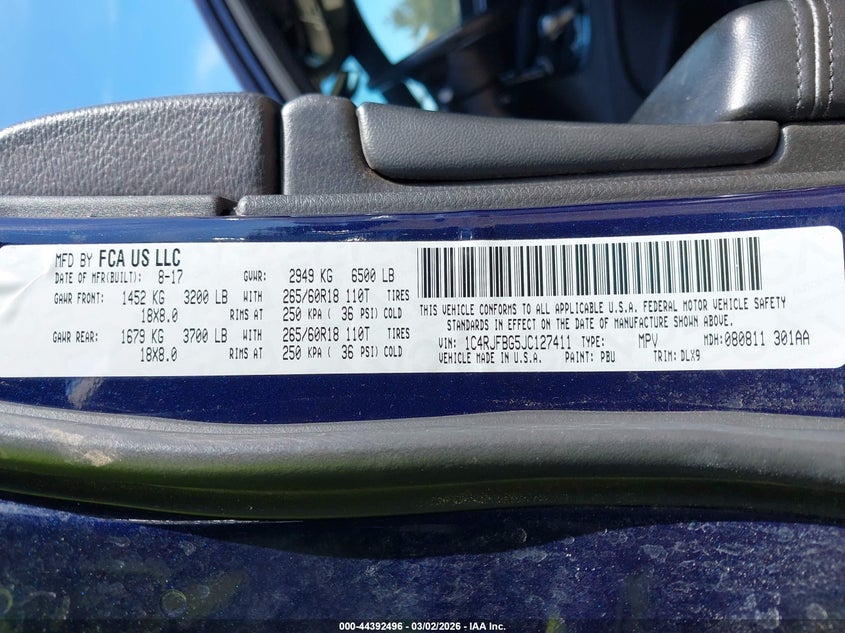 MFD BY FCA US LLC
DATE OF MFR(BUILT): 8-17 GVWR: 2949 KG 6500 LB
GAWR FRONT: 1452 KG 3200 LB WITH 265/60R18 110T TIRES
18X8.0 RIMS AT 250 KPA ( 36 PSI) COLD
GAWR REAR: 1679 KG 3700 LB WITH 265/60R18 110T TIRES
18X8.0 RIMS AT 250 KPA ( 36 PSI) COLD
THIS VEHICLE CONFORMS TO ALL APPLICABLE U.S.A. FEDERAL MOTOR VEHICLE SAFETY
STANDARDS IN EFFECT ON THE DATE OF MANUFACTURE SHOWN ABOVE.
VIN: 1C4RJFBG5JC127411 TYPE: MPV MDH: 080811 301AA
VEHICLE MADE IN U.S.A. PAINT: PBU TRIM: DLX9
000-44392496 - 03/02/2026 - IAA Inc.